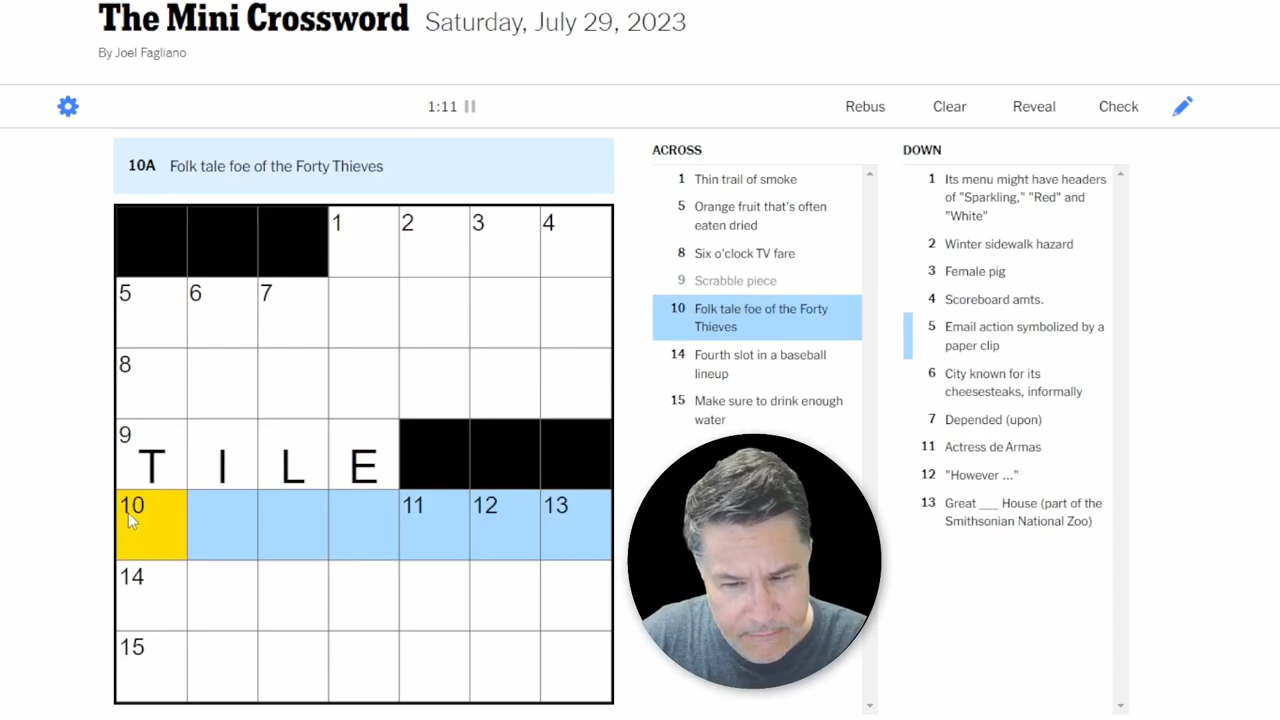 The Mini Crossword Saturday, July 29, 2023
By Joel Fagliano
1:11
Rebus
Clear
Reveal
Check
10A Folk tale foe of the Forty Thieves
1 2 3 4
5 6 7
8
9 T I L E
10 11 12 13
14
15
ACROSS
1 Thin trail of smoke
5 Orange fruit that's often
eaten dried
8 Six o'clock TV fare
9 Scrabble piece
10 Folk tale foe of the Forty
Thieves
14 Fourth slot in a baseball
lineup
15 Make sure to drink enough
water
DOWN
1 Its menu might have headers
of "Sparkling," "Red" and
"White"
2 Winter sidewalk hazard
3 Female pig
4 Scoreboard amts.
5 Email action symbolized by a
paper clip
6 City known for its
cheesesteaks, informally
7 Depended (upon)
11 Actress de Armas
12 "However ..."
13 Great ___ House (part of the
Smithsonian National Zoo)